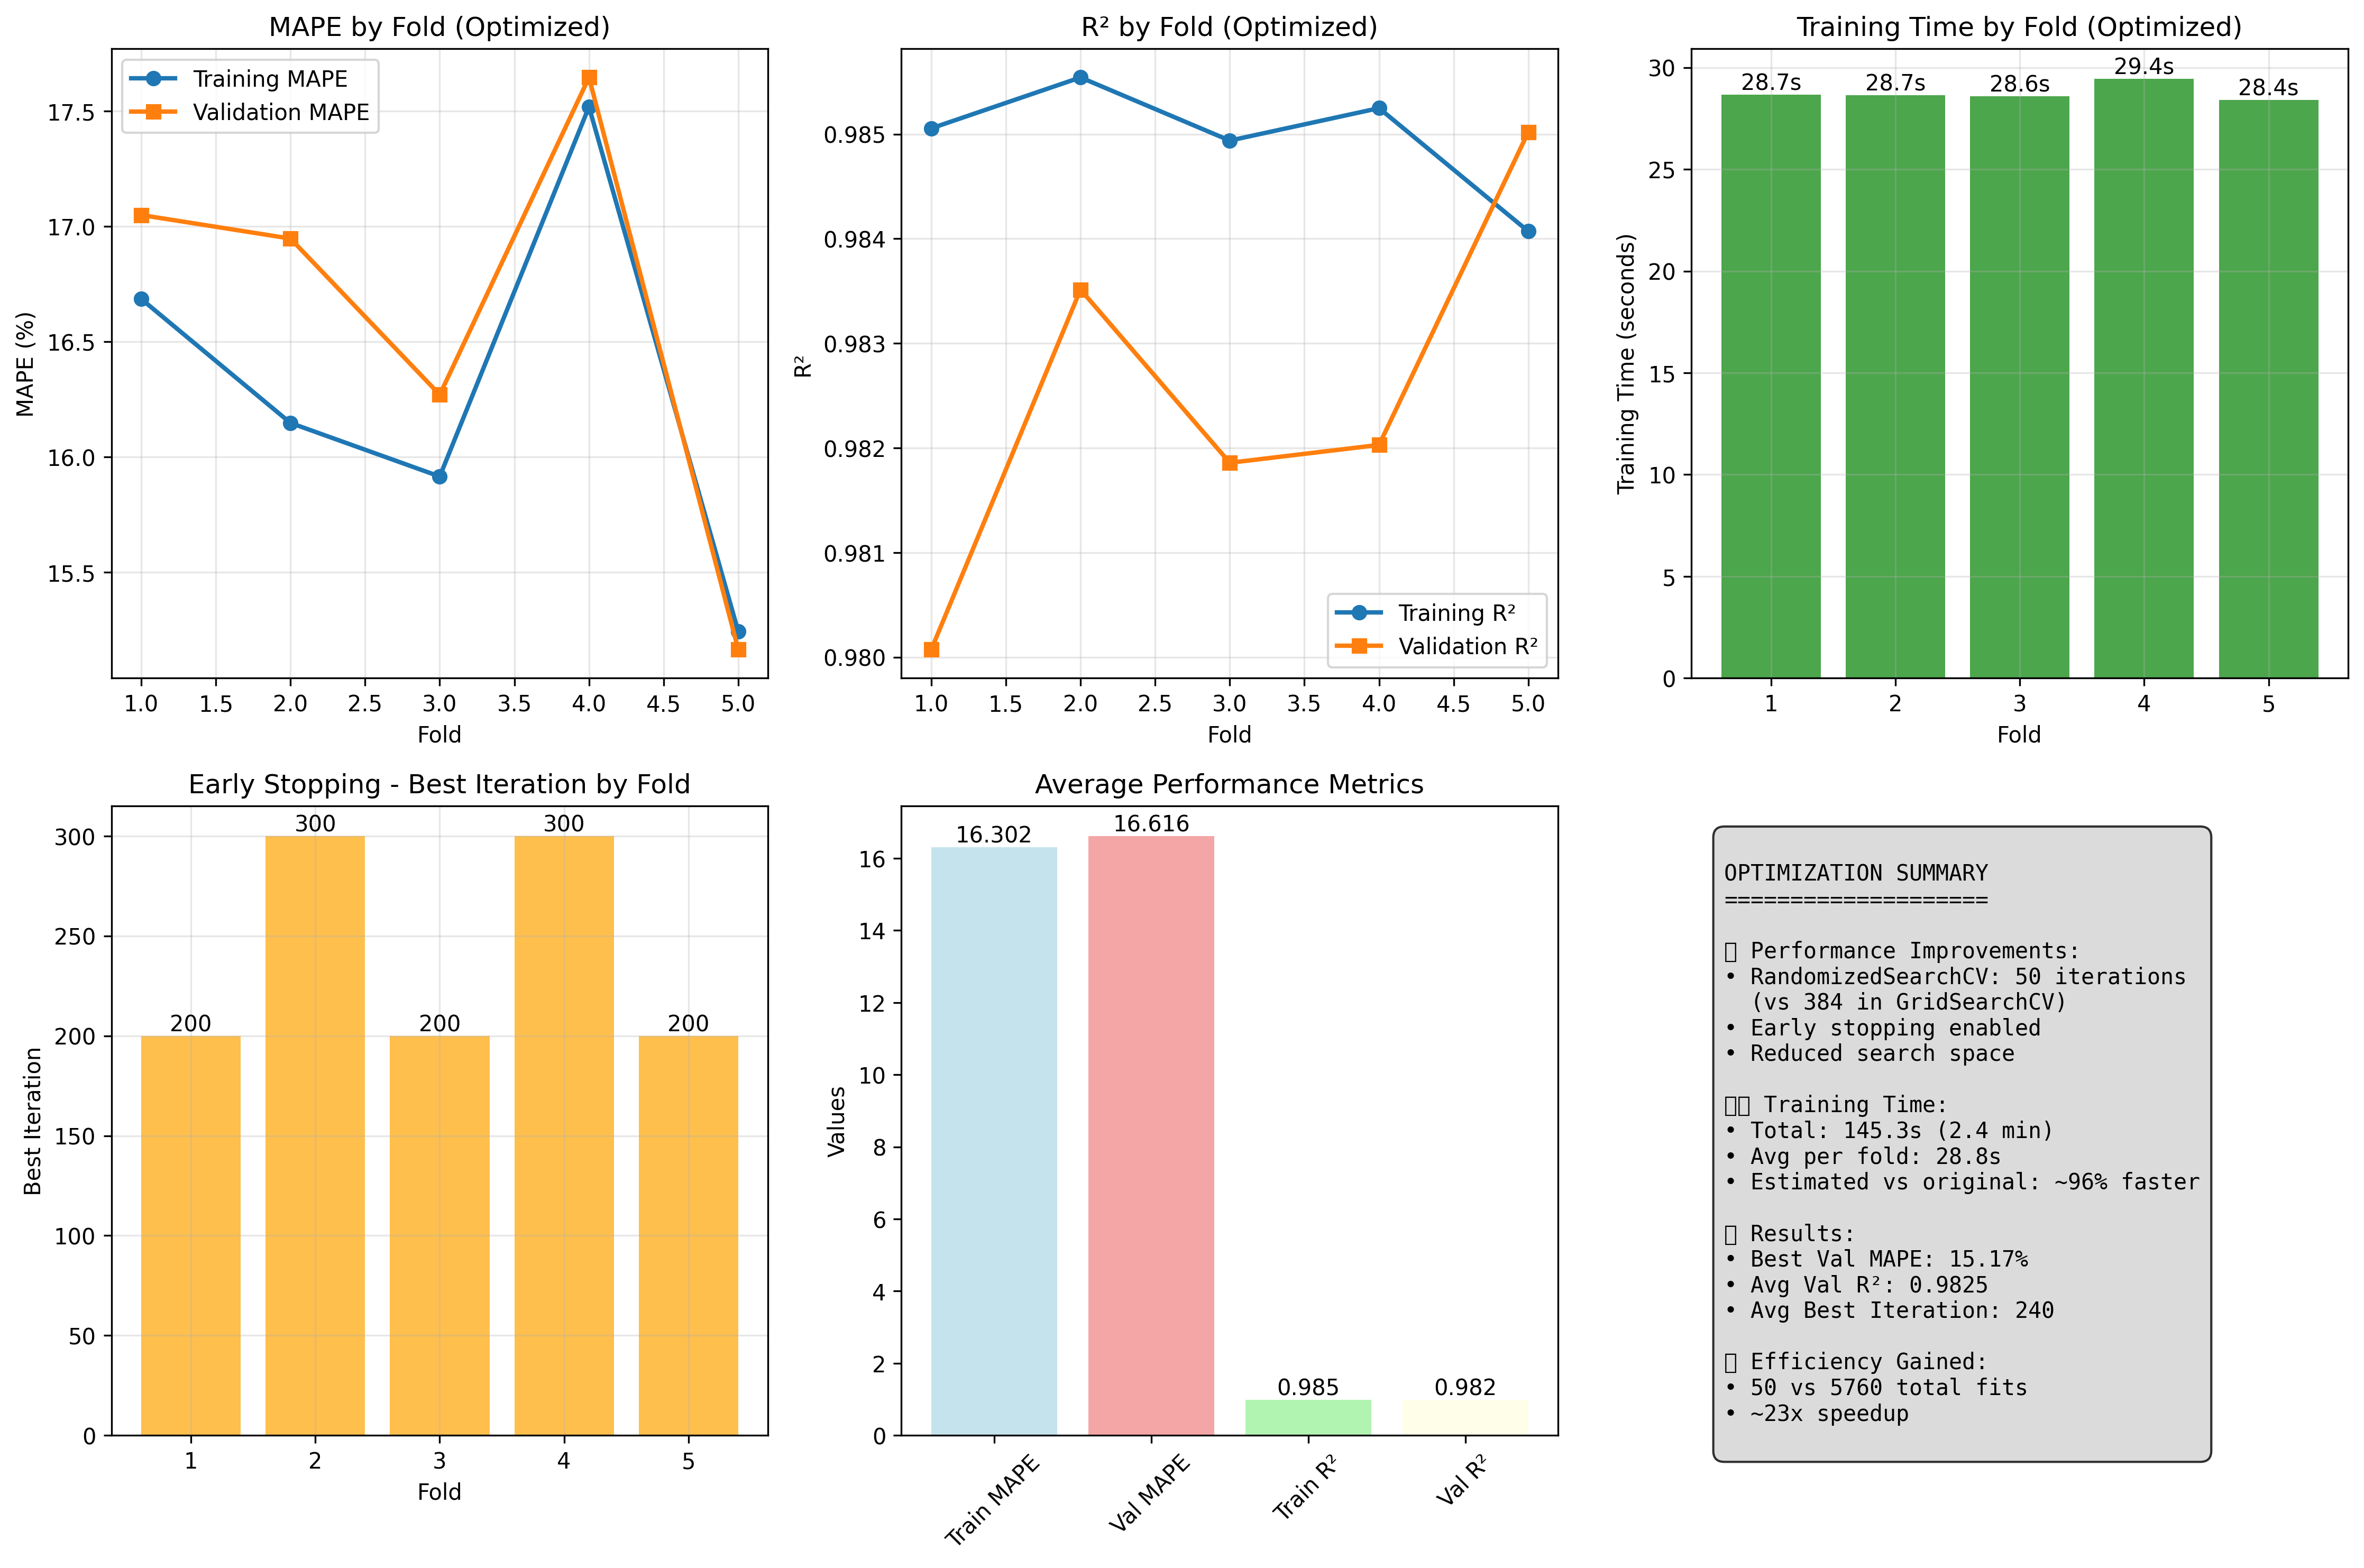 MAPE by Fold (Optimized)
Training MAPE
Validation MAPE
17.5
17.0
16.5
16.0
15.5
MAPE (%)
1.0 1.5 2.0 2.5 3.0 3.5 4.0 4.5 5.0
Fold
R² by Fold (Optimized)
0.985
0.984
0.983
0.982
0.981
0.980
R²
Training R²
Validation R²
1.0 1.5 2.0 2.5 3.0 3.5 4.0 4.5 5.0
Fold
Training Time by Fold (Optimized)
30
25
20
15
10
5
0
Training Time (seconds)
28.7s 28.7s 28.6s 29.4s 28.4s
1 2 3 4 5
Fold
Early Stopping - Best Iteration by Fold
300
250
200
150
100
50
0
Best Iteration
200 300 200 300 200
1 2 3 4 5
Fold
Average Performance Metrics
16
14
12
10
8
6
4
2
0
Values
16.302 16.616 0.985 0.982
Train MAPE Val MAPE Train R² Val R²
OPTIMIZATION SUMMARY
====================
▯ Performance Improvements:
• RandomizedSearchCV: 50 iterations
(vs 384 in GridSearchCV)
• Early stopping enabled
• Reduced search space
▯▯ Training Time:
• Total: 145.3s (2.4 min)
• Avg per fold: 28.8s
• Estimated vs original: ~96% faster
▯ Results:
• Best Val MAPE: 15.17%
• Avg Val R²: 0.9825
• Avg Best Iteration: 240
▯ Efficiency Gained:
• 50 vs 5760 total fits
• ~23x speedup